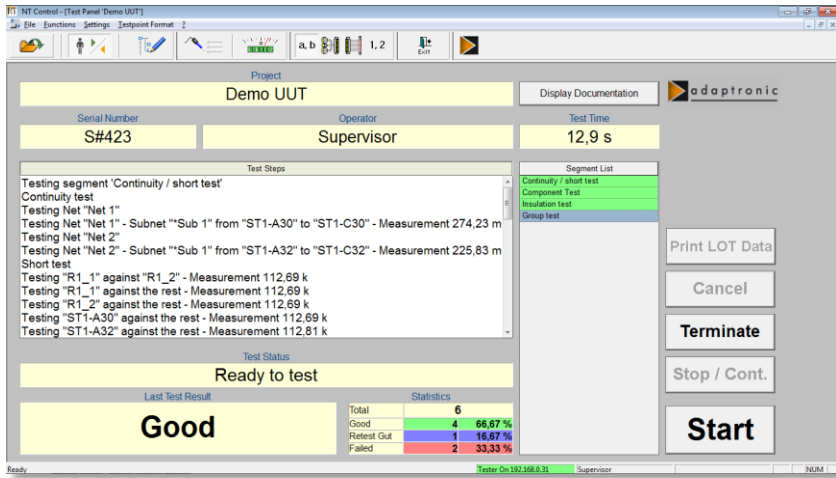 NT Control - [Test Panel 'Demo UUT']
File Functions Settings Testpoint Format ?
a, b 1, 2 Exit
Project
Demo UUT
Display Documentation
adaptronic
Serial Number Operator Test Time
S#423 Supervisor 12,9 s
Test Steps
Testing segment 'Continuity / short test'
Continuity test
Testing Net "Net 1"
Testing Net "Net 1" - Subnet "*Sub 1" from "ST1-A30" to "ST1-C30" - Measurement 274,23 m
Testing Net "Net 2"
Testing Net "Net 2" - Subnet "*Sub 1" from "ST1-A32" to "ST1-C32" - Measurement 225,83 m
Short test
Testing "R1_1" against "R1_2" - Measurement 112,69 k
Testing "R1_1" against the rest - Measurement 112,69 k
Testing "R1_2" against the rest - Measurement 112,69 k
Testing "ST1-A30" against the rest - Measurement 112,69 k
Testing "ST1-A32" against the rest - Measurement 112,81 k
Segment List
Continuity / short test
Component Test
Insulation test
Group test
Print LOT Data
Cancel
Terminate
Stop / Cont.
Start
Test Status
Ready to test
Last Test Result
Good
Statistics
Total 6
Good 4 66,67 %
Retest Gut 1 16,67 %
Failed 2 33,33 %
Ready Tester On 192.168.0.31 Supervisor NUM